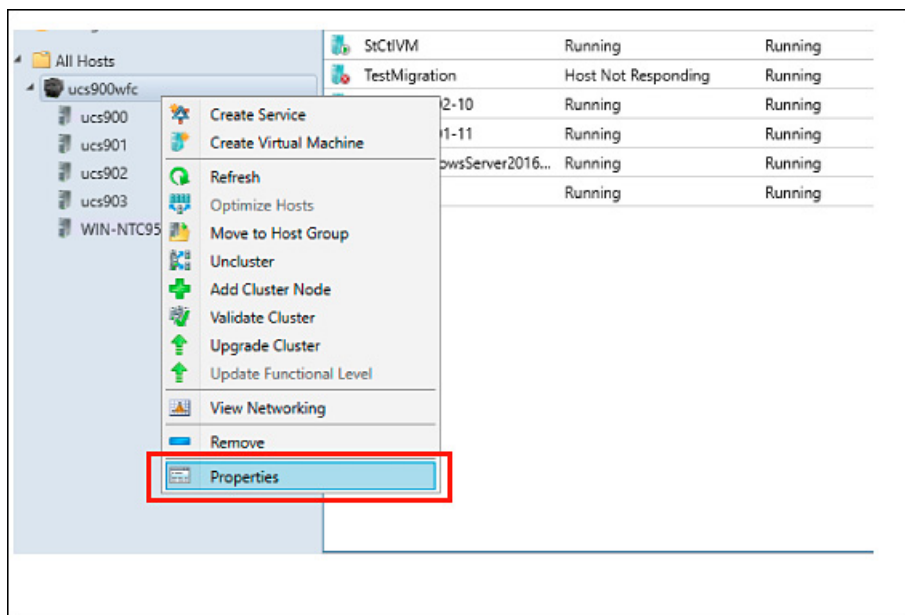 All Hosts
ucs900wfc
ucs900
ucs901
ucs902
ucs903
WIN-NTC95
Create Service
Create Virtual Machine
Refresh
Optimize Hosts
Move to Host Group
Uncluster
Add Cluster Node
Validate Cluster
Upgrade Cluster
Update Functional Level
View Networking
Remove
Properties
StCtlVM Running Running
TestMigration Host Not Responding Running
2-10 Running Running
1-11 Running Running
owsServer2016... Running Running
Running Running